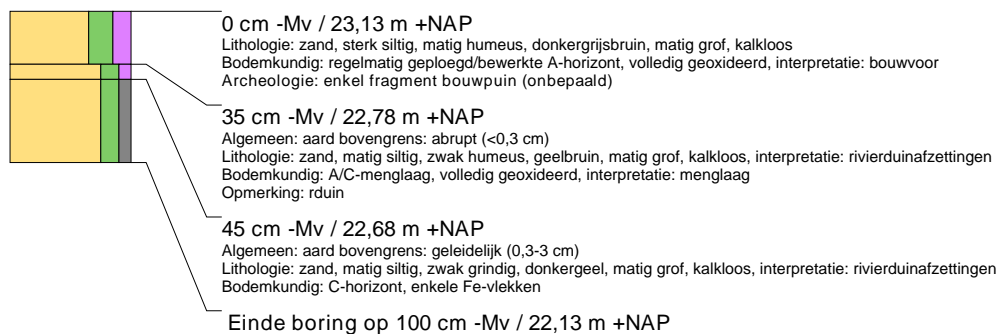 0 cm -Mv / 23,13 m +NAP
Lithologie: zand, sterk siltig, matig humeus, donkergrijsbruin, matig grof, kalkloos
Bodemkundig: regelmatig geploegd/bewerkte A-horizont, volledig geoxideerd, interpretatie: bouwvoor
Archeologie: enkel fragment bouwpuin (onbepaald)
35 cm -Mv / 22,78 m +NAP
Algemeen: aard bovengrens: abrupt (<0,3 cm)
Lithologie: zand, matig siltig, zwak humeus, geelbruin, matig grof, kalkloos, interpretatie: rivierduinafzettingen
Bodemkundig: A/C-menglaag, volledig geoxideerd, interpretatie: menglaag
Opmerking: rduin
45 cm -Mv / 22,68 m +NAP
Algemeen: aard bovengrens: geleidelijk (0,3-3 cm)
Lithologie: zand, matig siltig, zwak grindig, donkergeel, matig grof, kalkloos, interpretatie: rivierduinafzettingen
Bodemkundig: C-horizont, enkele Fe-vlekken
Einde boring op 100 cm -Mv / 22,13 m +NAP